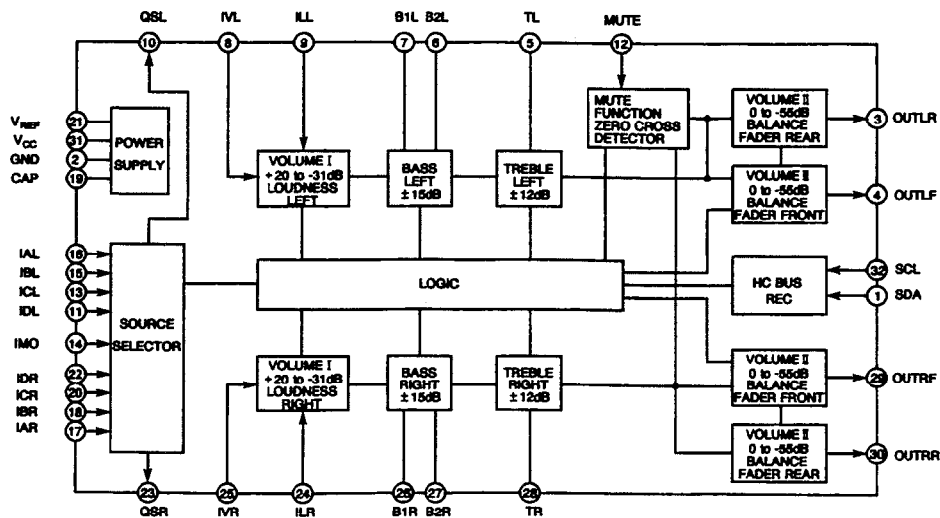 QSL IVL ILL B1L B2L TL MUTE
10 8 9 7 6 5 12
V REF 21
V CC 31
GND 2
CAP 19
POWER
SUPPLY
MUTE
FUNCTION
ZERO CROSS
DETECTOR
VOLUME II
0 to -55dB
BALANCE
FADER REAR
3 OUTLR
VOLUME I
+20 to -31dB
LOUDNESS
LEFT
BASS
LEFT
±15dB
TREBLE
LEFT
±12dB
VOLUME II
0 to -55dB
BALANCE
FADER FRONT
4 OUTLF
IAL 16
IBL 15
ICL 13
IDL 11
IMO 14
IDR 22
ICR 20
IBR 18
IAR 17
SOURCE
SELECTOR
LOGIC
HC BUS
REC
32 SCL
1 SDA
VOLUME I
+20 to -31dB
LOUDNESS
RIGHT
BASS
RIGHT
±15dB
TREBLE
RIGHT
±12dB
VOLUME II
0 to -55dB
BALANCE
FADER FRONT
29 OUTRF
VOLUME II
0 to -55dB
BALANCE
FADER REAR
30 OUTRR
23 25 24 26 27 28
QSR IVR ILR B1R B2R TR